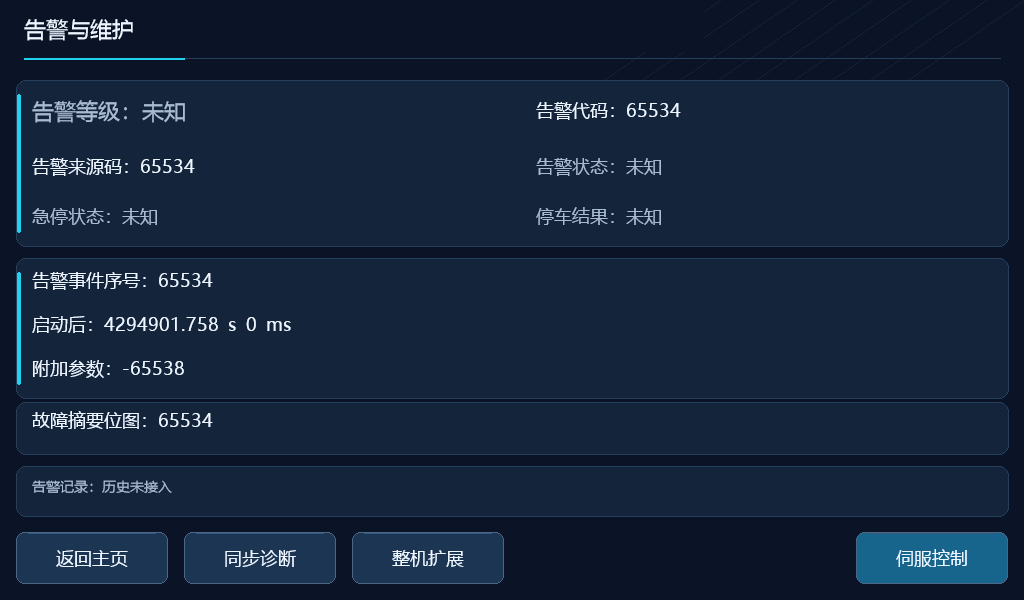 告警与维护
告警等级：未知
告警代码：65534
告警来源码：65534
告警状态：未知
急停状态：未知
停车结果：未知
告警事件序号：65534
启动后：4294901.758 s 0 ms
附加参数：-65538
故障摘要位图：65534
告警记录：历史未接入
返回主页
同步诊断
整机扩展
伺服控制